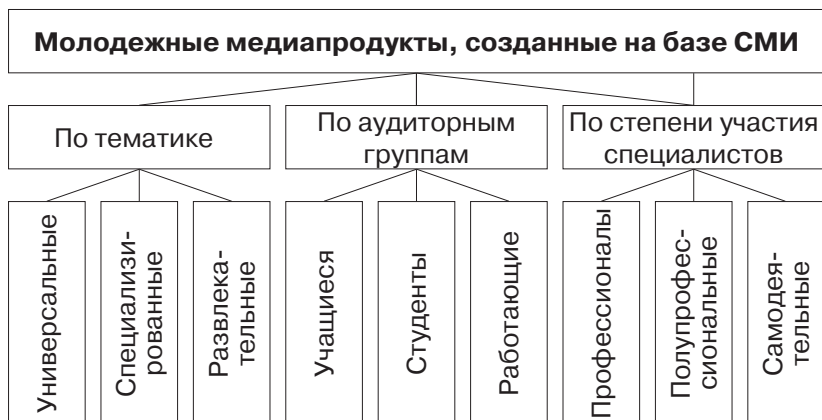 Молодежные медиапродукты, созданные на базе СМИ
По тематике
По аудиторным
группам
По степени участия
специалистов
Универсальные
Специализи-
рованные
Развлека-
тельные
Учащиеся
Студенты
Работающие
Профессионалы
Полупрофес-
сиональные
Самодея-
тельные